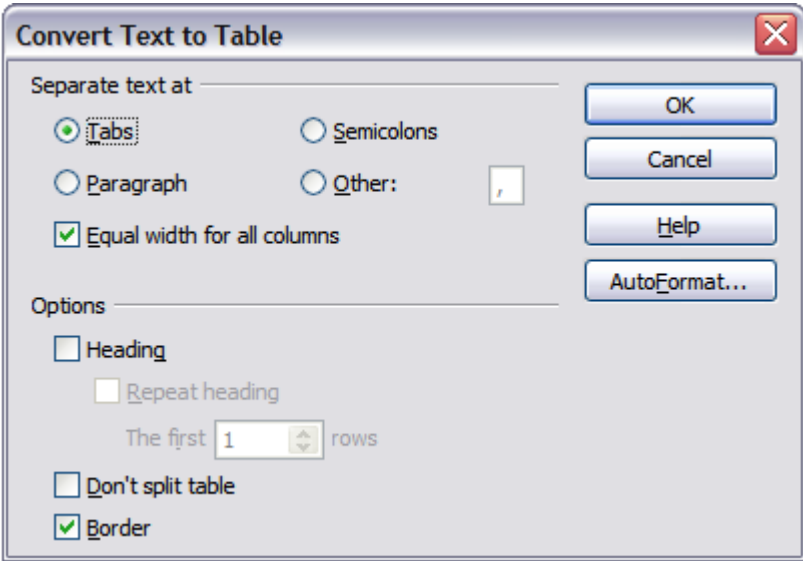 Convert Text to Table
Separate text at
Tabs
Semicolons
Paragraph
Other: ,
Equal width for all columns
OK
Cancel
Help
AutoFormat...
Options
Heading
Repeat heading
The first 1 rows
Don't split table
Border